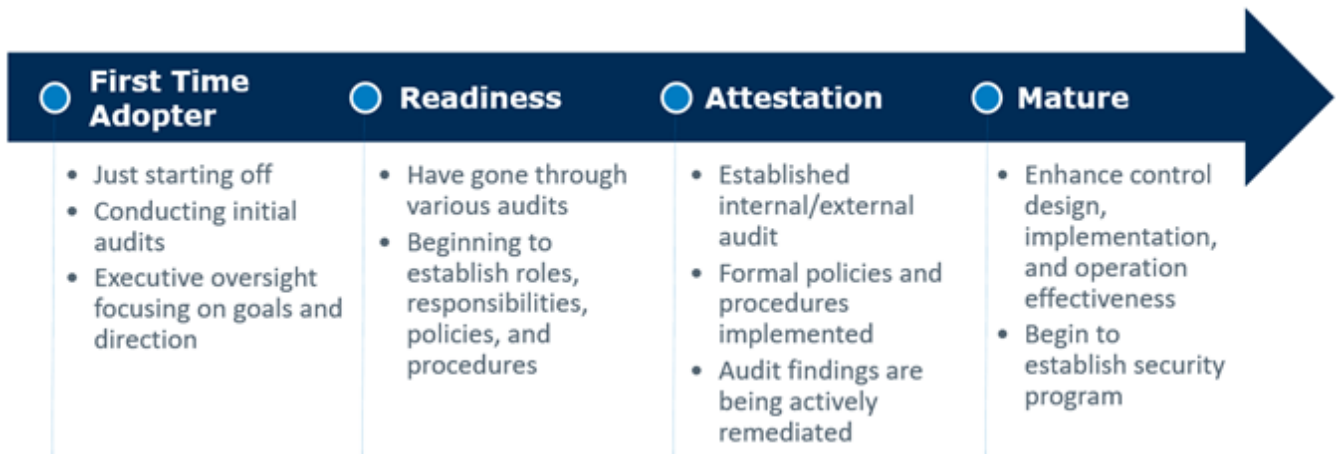 First Time
Adopter
Readiness
Attestation
Mature
• Just starting off
• Conducting initial
audits
• Executive oversight
focusing on goals and
direction
• Have gone through
various audits
• Beginning to
establish roles,
responsibilities,
policies, and
procedures
• Established
internal/external
audit
• Formal policies and
procedures
implemented
• Audit findings are
being actively
remediated
• Enhance control
design,
implementation,
and operation
effectiveness
• Begin to
establish security
program